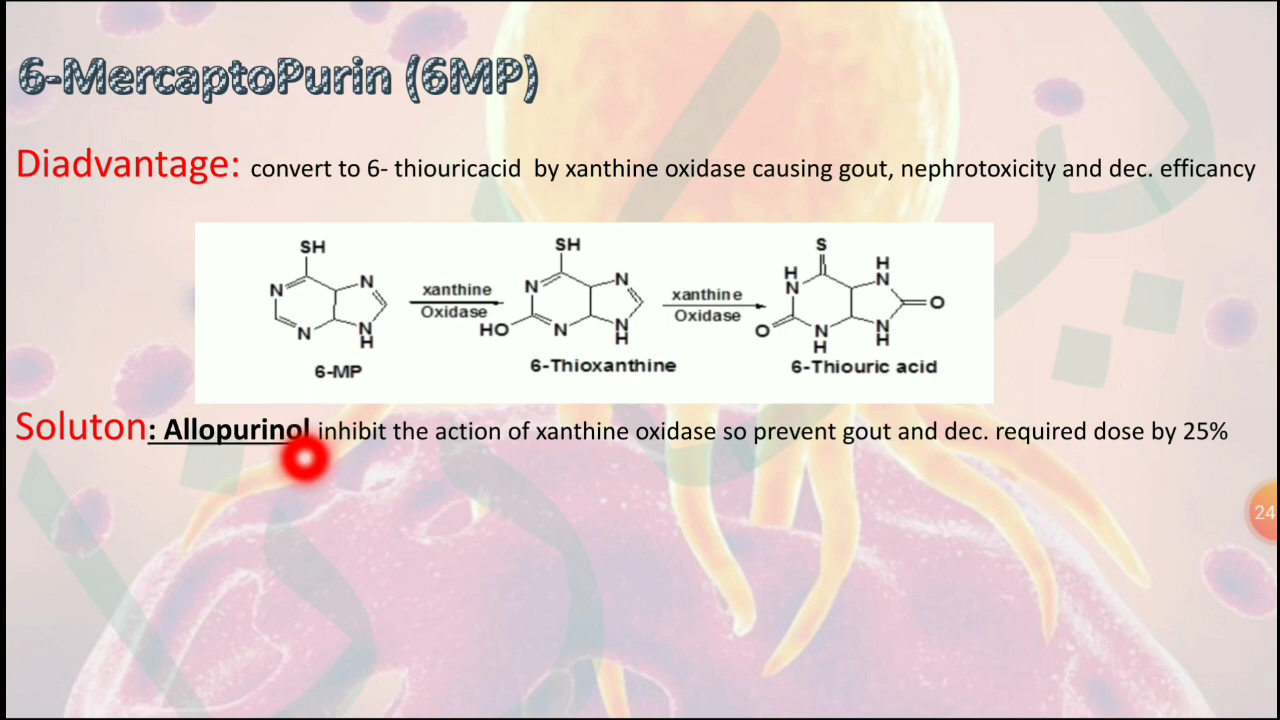 6-MercaptoPurin (6MP)
Diadvantage: convert to 6- thiouricacid by xanthine oxidase causing gout, nephrotoxicity and dec. efficancy
SH
N
N
N
N
H
6-MP
xanthine
Oxidase
SH
N
N
HO
N
N
H
6-Thioxanthine
xanthine
Oxidase
S
H
N
H
N
O
O
N
H
N
H
6-Thiouric acid
Soluton: Allopurinol inhibit the action of xanthine oxidase so prevent gout and dec. required dose by 25%
24